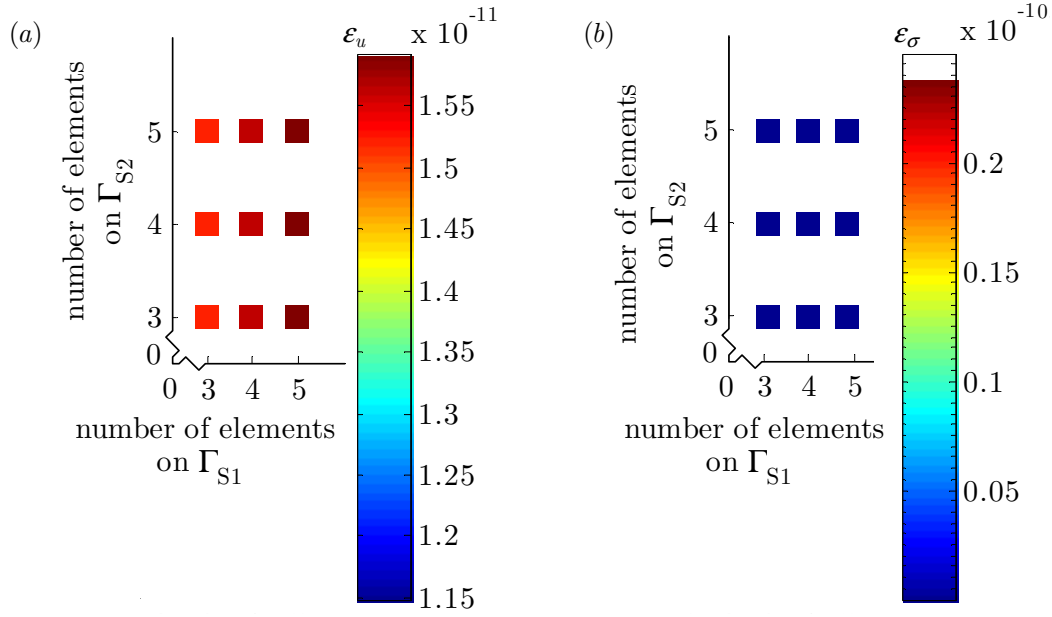 (a)
ε_u x 10^-11
number of elements
on Γ_S2
5
4
3
0
0 3 4 5
number of elements
on Γ_S1
1.55
1.5
1.45
1.41
1.35
1.3
1.25
1.2
1.15
(b)
ε_σ x 10^-10
number of elements
on Γ_S2
5
4
3
0
0 3 4 5
number of elements
on Γ_S1
0.2
0.15
0.1
0.05